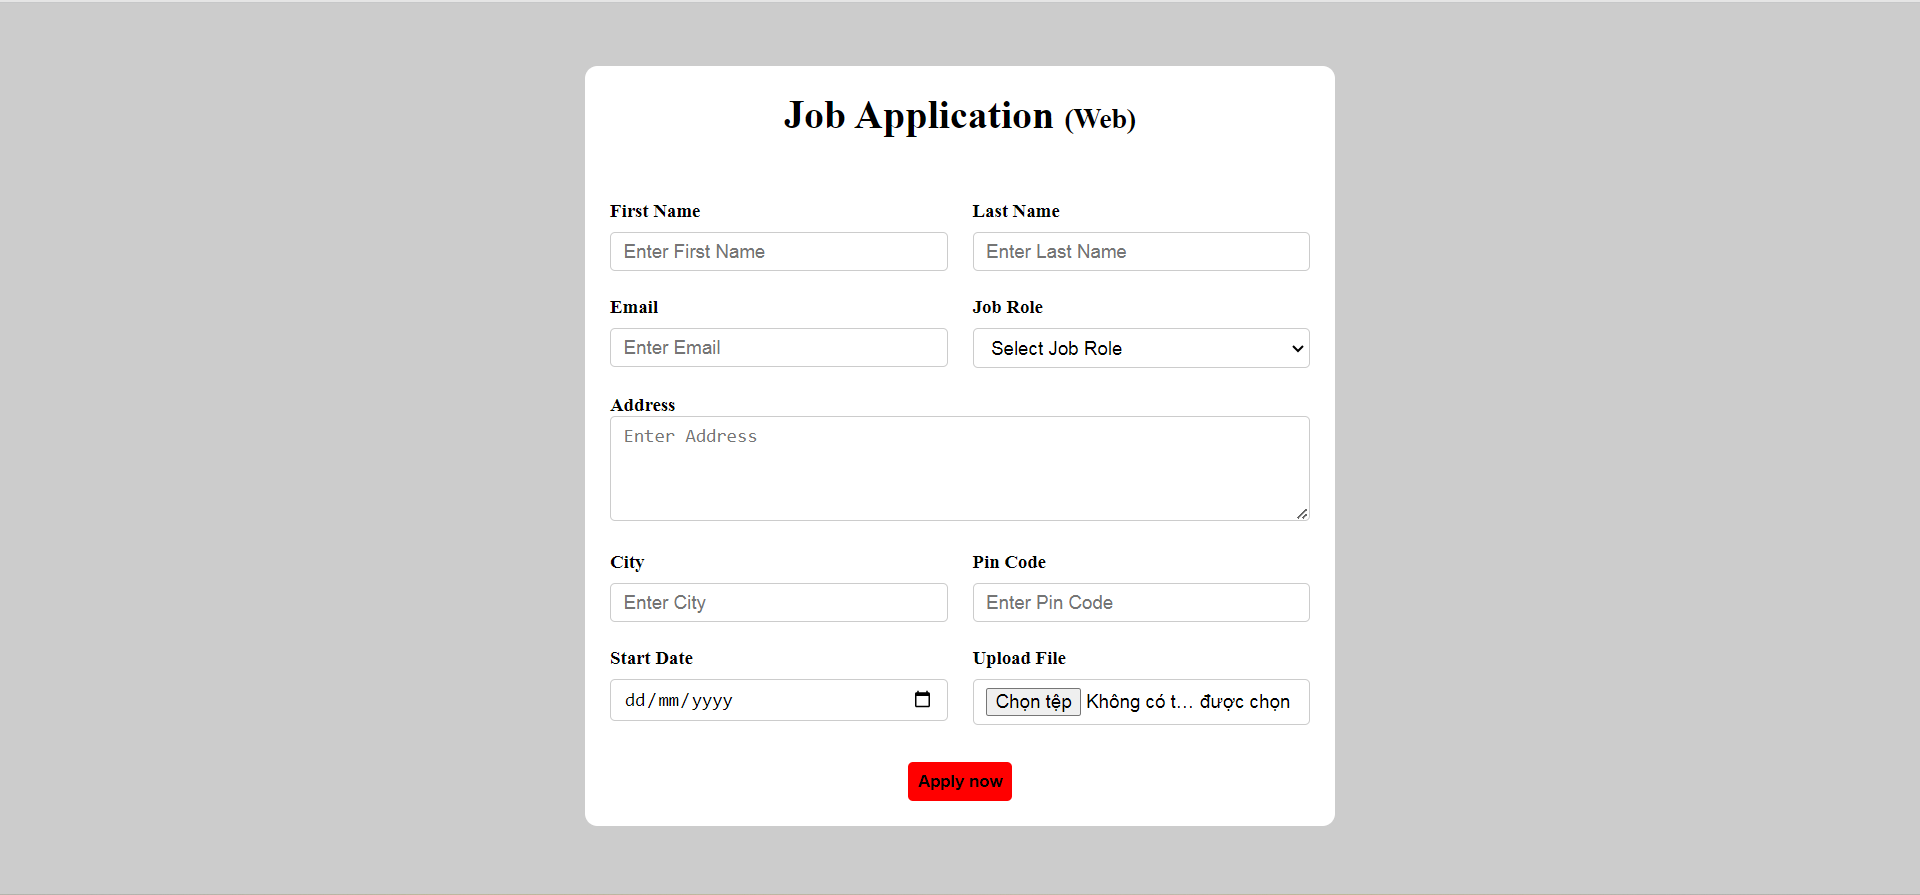 Job Application (Web)
First Name
Last Name
Enter First Name
Enter Last Name
Email
Job Role
Enter Email
Select Job Role
Address
Enter Address
City
Pin Code
Enter City
Enter Pin Code
Start Date
Upload File
dd/mm/yyyy
Chọn tệp Không có t... được chọn
Apply now